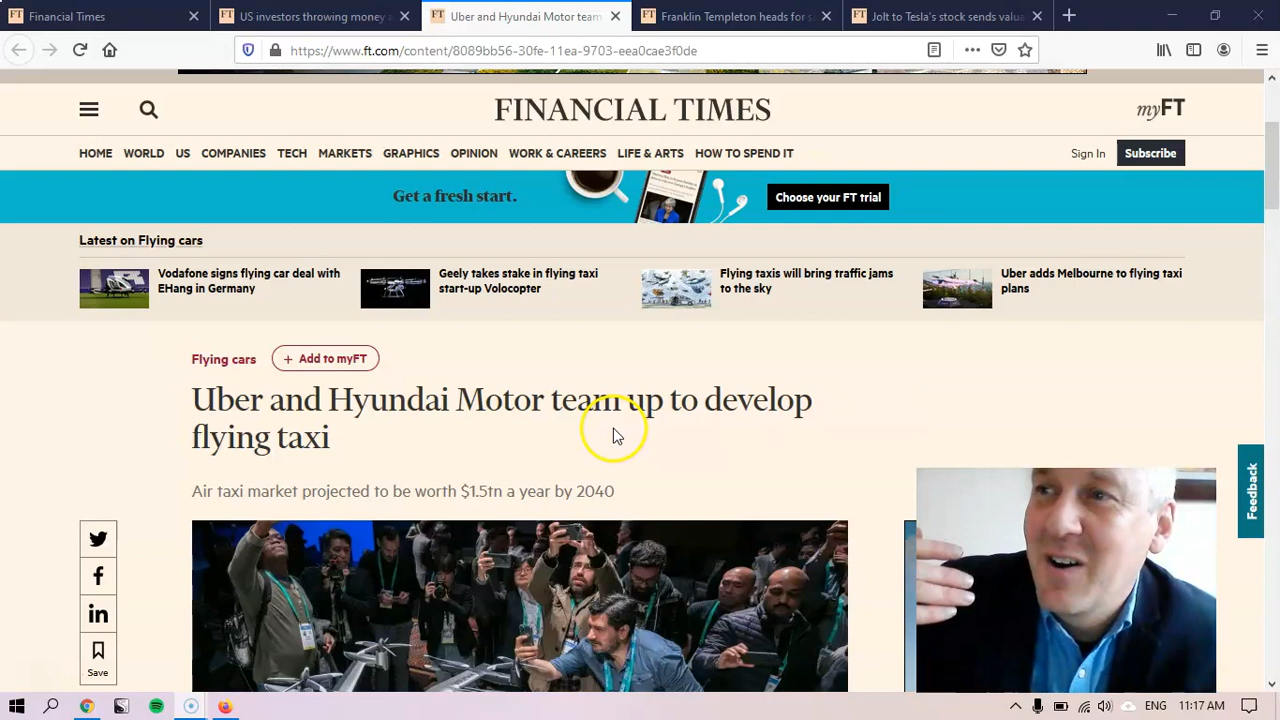 Financial Times
US investors throwing money a
Uber and Hyundai Motor team
Franklin Templeton heads for s
Jolt to Tesla's stock sends valua
https://www.ft.com/content/8089bb56-30fe-11ea-9703-eea0cae3f0de
FINANCIAL TIMES
myFT
HOME WORLD US COMPANIES TECH MARKETS GRAPHICS OPINION WORK & CAREERS LIFE & ARTS HOW TO SPEND IT
Sign In
Subscribe
Get a fresh start.
Choose your FT trial
Latest on Flying cars
Vodafone signs flying car deal with
EHang in Germany
Geely takes stake in flying taxi
start-up Volocopter
Flying taxis will bring traffic jams
to the sky
Uber adds Melbourne to flying taxi
plans
Flying cars
+ Add to myFT
Uber and Hyundai Motor team up to develop
flying taxi
Air taxi market projected to be worth $1.5tn a year by 2040
Feedback
Save
ENG
11:17 AM